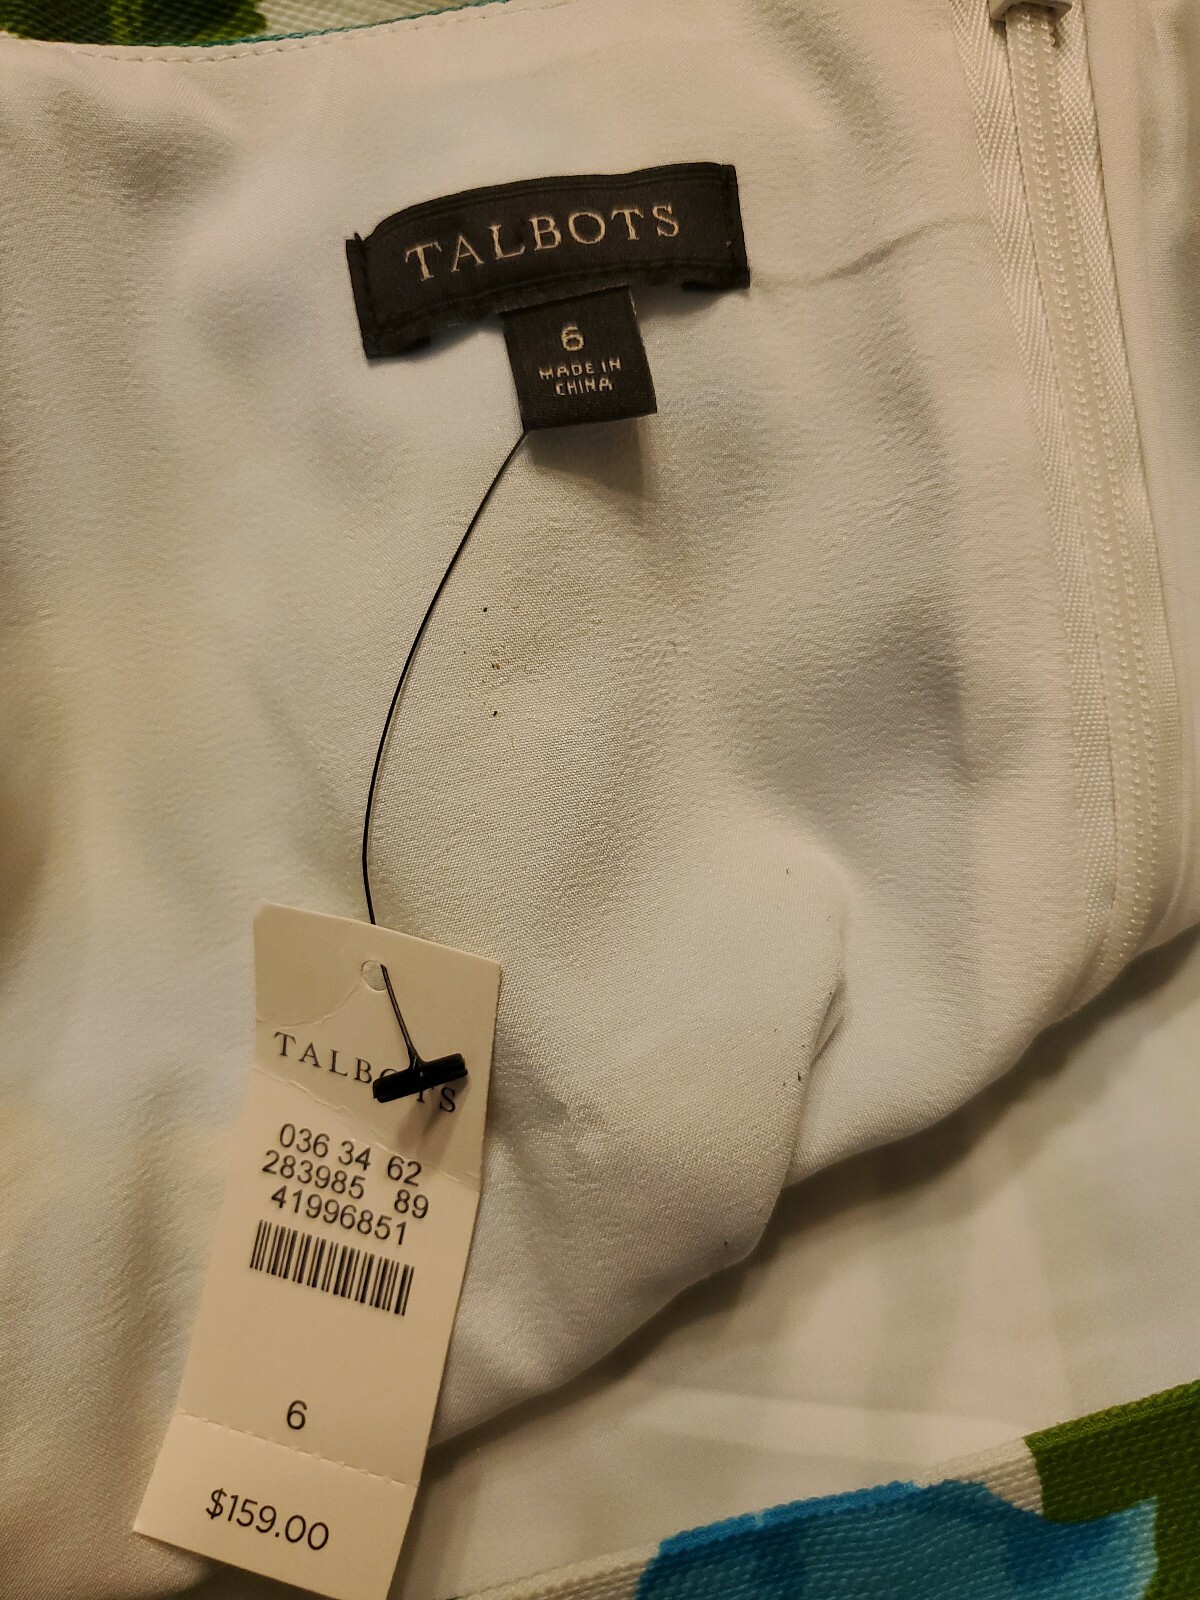 TALBOTS
6
MADE IN
CHINA
TALBOTS
036 34 62
283985 89
41996851
6
$159.00